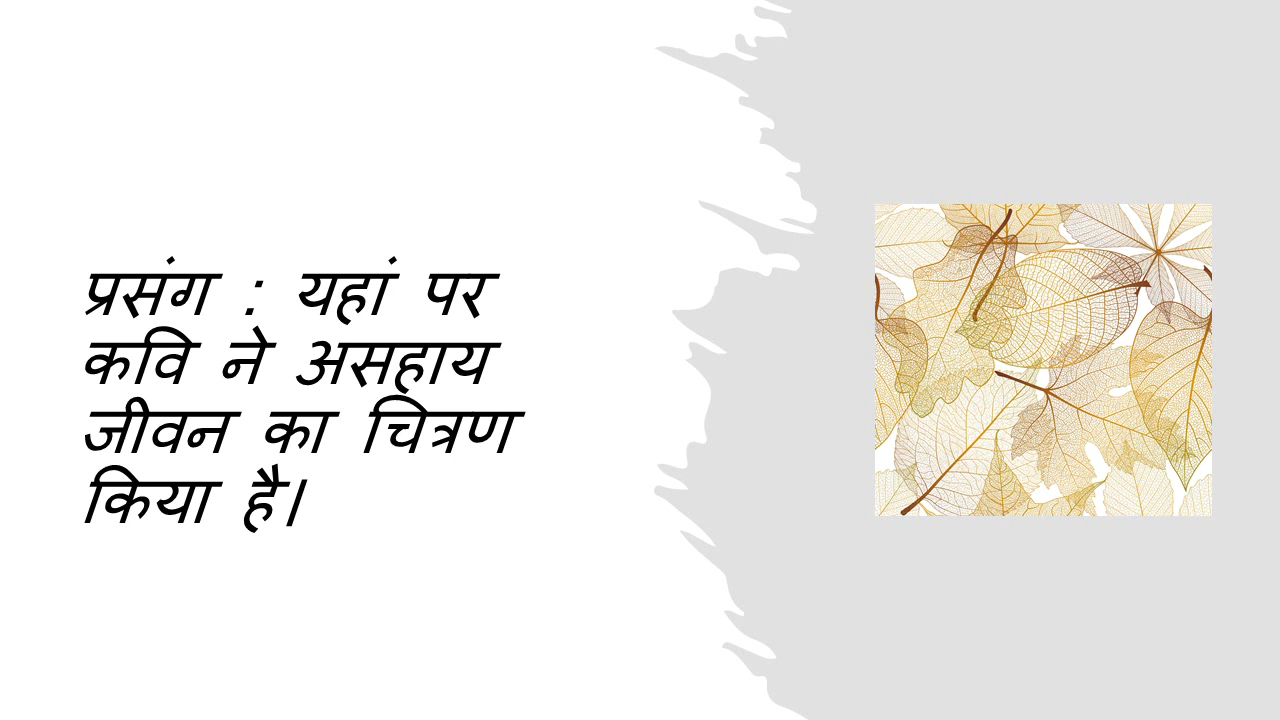 प्रसंग : यहां पर
कवि ने असहाय
जीवन का चित्रण
किया है।